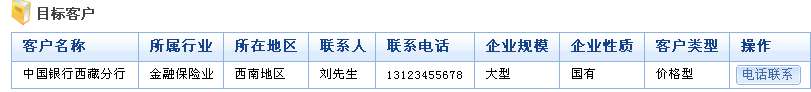 目标客户
客户名称 所属行业 所在地区 联系人 联系电话 企业规模 企业性质 客户类型 操作
中国银行西藏分行 金融保险业 西南地区 刘先生 13123455678 大型 国有 价格型 电话联系